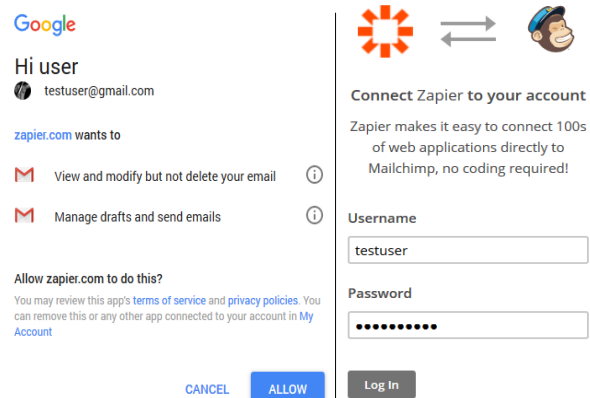 Google
Hi user
testuser@gmail.com
zapier.com wants to
View and modify but not delete your email
Manage drafts and send emails
Allow zapier.com to do this?
You may review this app's terms of service and privacy policies. You
can remove this or any other app connected to your account in My
Account
CANCEL
ALLOW
Connect Zapier to your account
Zapier makes it easy to connect 100s
of web applications directly to
Mailchimp, no coding required!
Username
testuser
Password
••••••••••
Log In